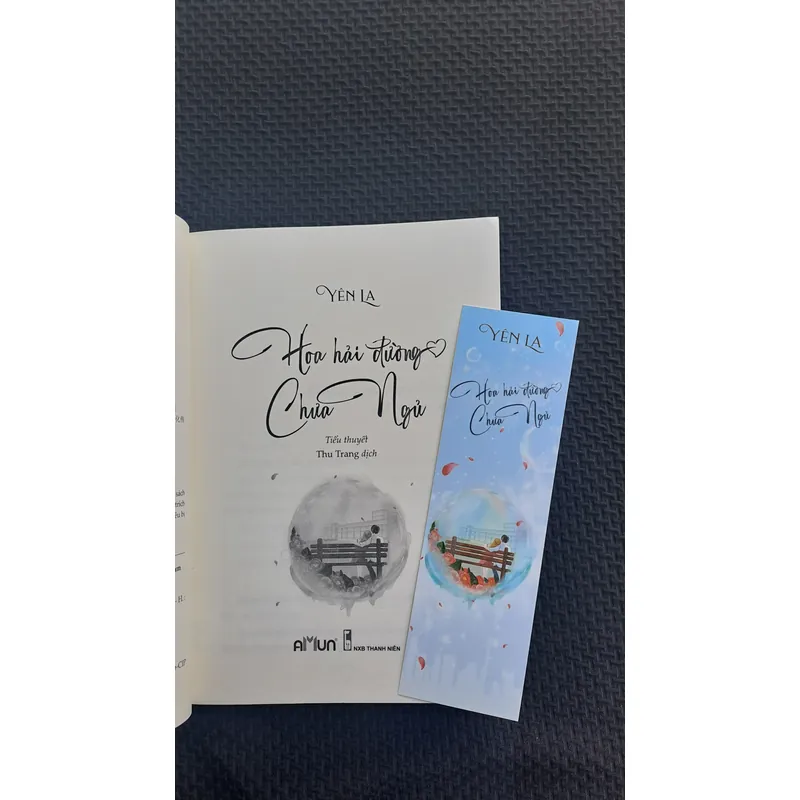 YÊN LA
Hoa hải đường
Chưa Ngủ
Tiểu thuyết
Thu Trang dịch
AMUN
NXB THANH NIÊN
YÊN LA
Hoa hải đường
Chưa Ngủ